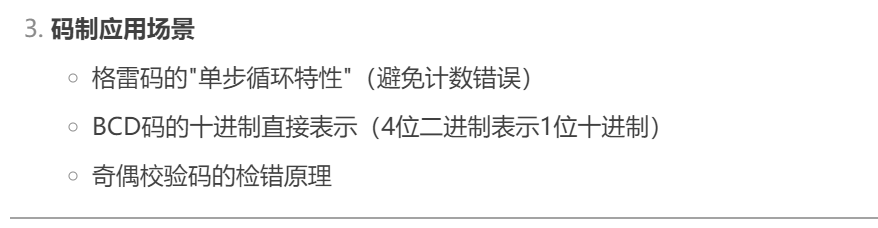 3. 码制应用场景
格雷码的"单步循环特性"（避免计数错误）
BCD码的十进制直接表示（4位二进制表示1位十进制）
奇偶校验码的检错原理